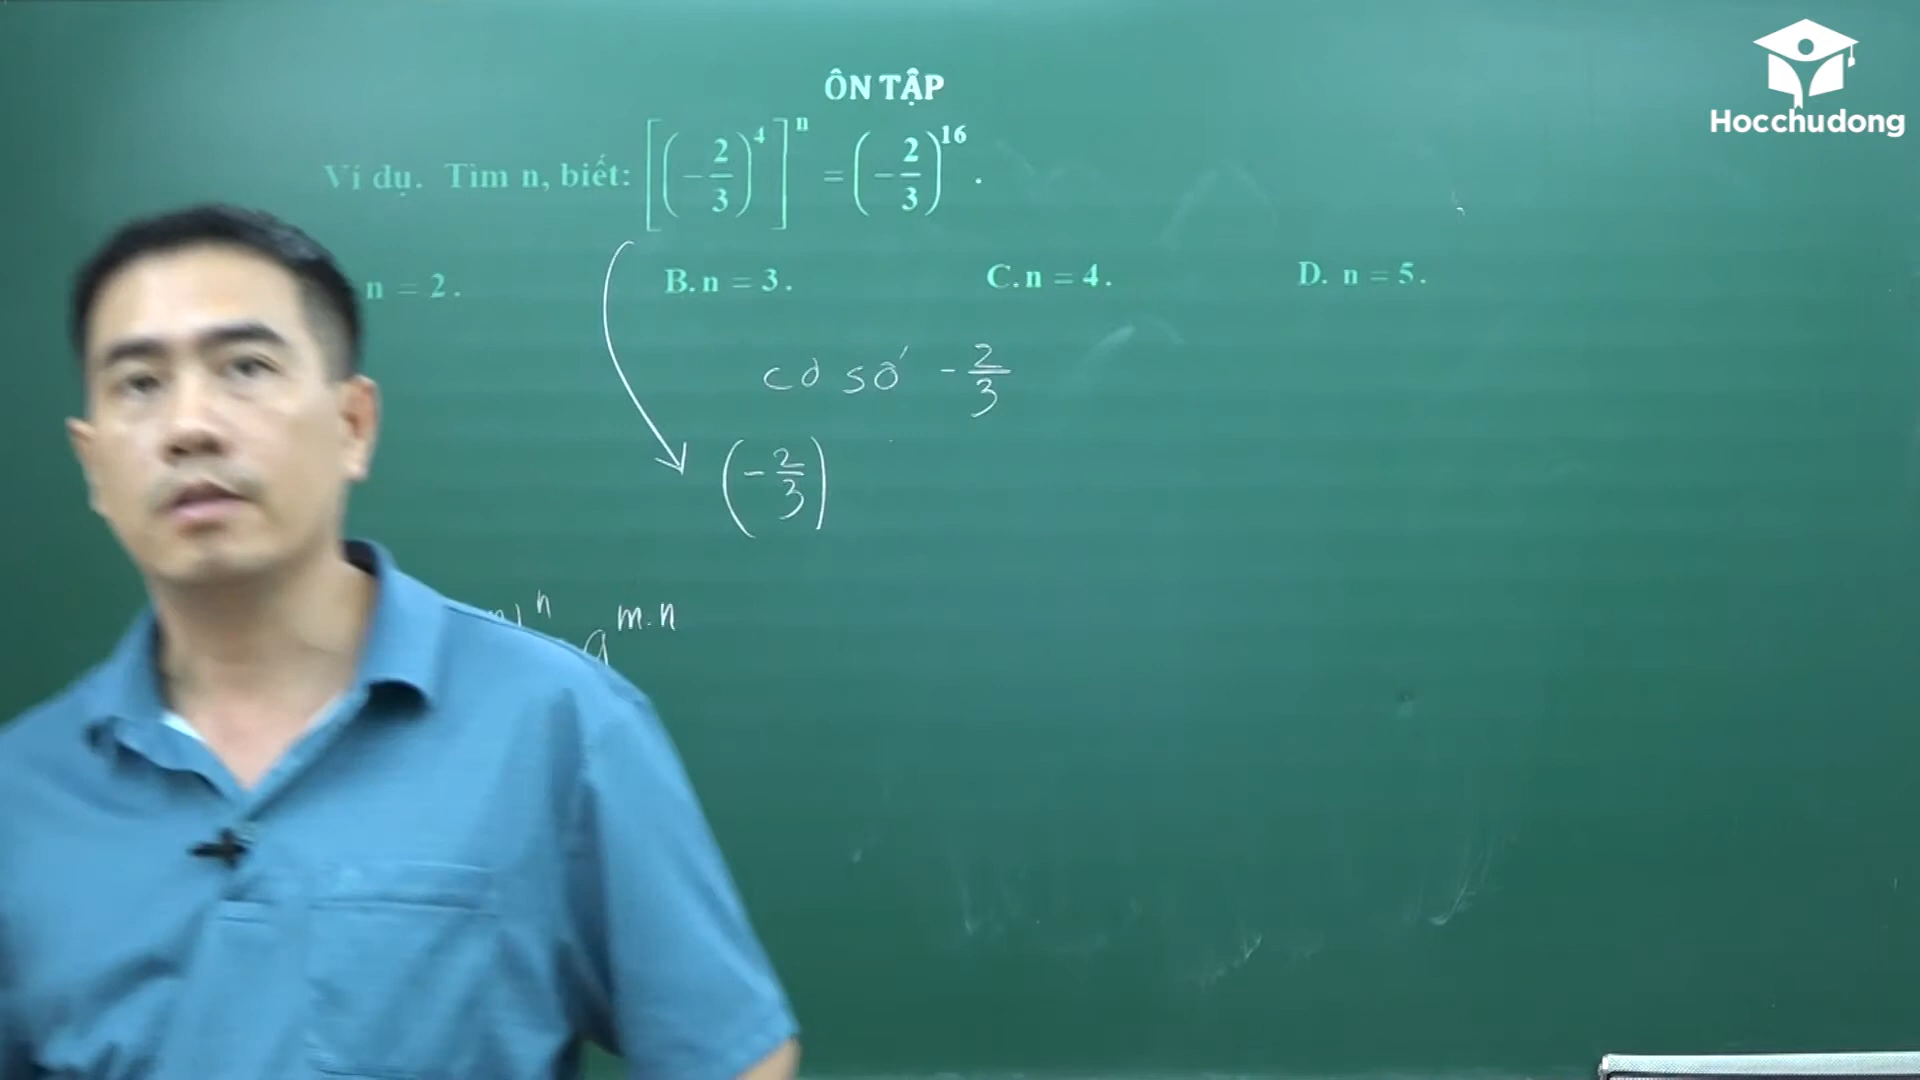 Hocchudong
ÔN TẬP
Ví dụ. Tìm n, biết: [(-2/3)^4]^n = (-2/3)^16.
n = 2. B. n = 3. C. n = 4. D. n = 5.
cơ số -2/3
(-2/3)
n a^m.n